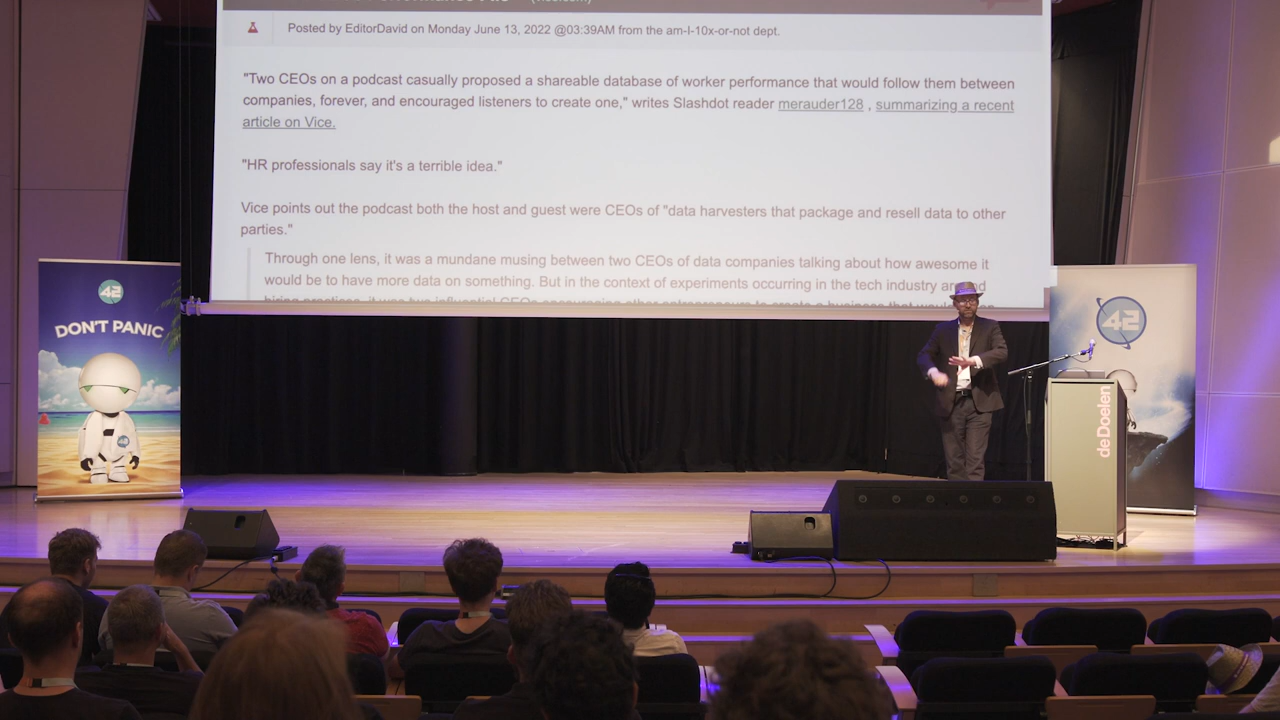 Posted by EditorDavid on Monday June 13, 2022 @03:39AM from the am-I-10x-or-not dept.
"Two CEOs on a podcast casually proposed a shareable database of worker performance that would follow them between
companies, forever, and encouraged listeners to create one," writes Slashdot reader merauder128 , summarizing a recent
article on Vice.
"HR professionals say it's a terrible idea."
Vice points out the podcast both the host and guest were CEOs of "data harvesters that package and resell data to other
parties."
Through one lens, it was a mundane musing between two CEOs of data companies talking about how awesome it
would be to have more data on something. But in the context of experiments occurring in the tech industry around
42
DON'T PANIC
42
42
deDoelen